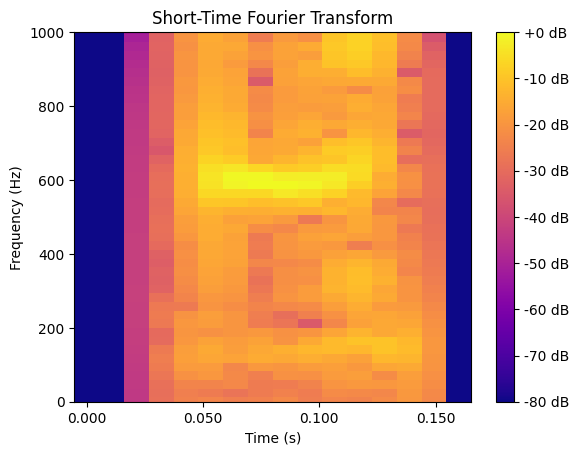 Short-Time Fourier Transform
1000
800
600
400
200
0
Frequency (Hz)
0.000
0.050
0.100
0.150
Time (s)
+0 dB
-10 dB
-20 dB
-30 dB
-40 dB
-50 dB
-60 dB
-70 dB
-80 dB